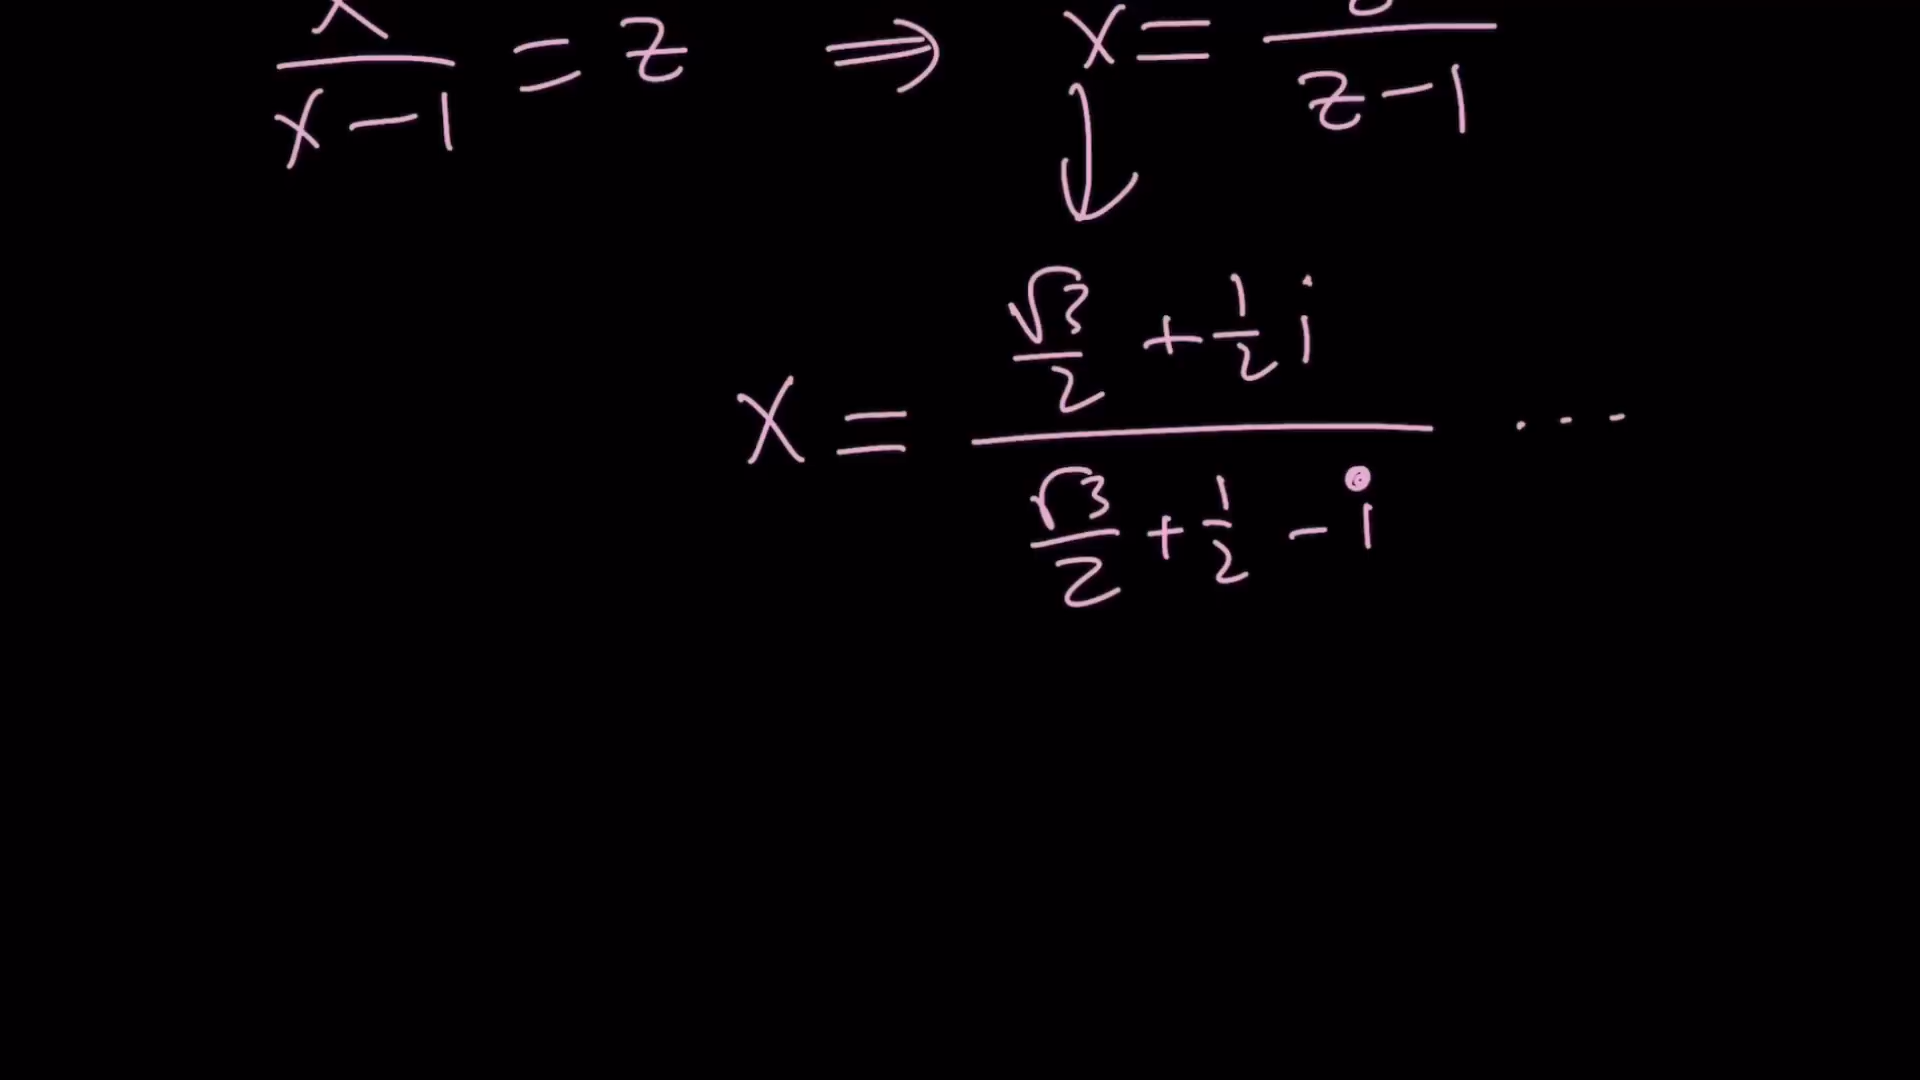 x/(x-1) = z ⇒ x = z/(z-1)
↓
x = (√3/2 + 1/2 i)/(√3/2 + 1/2 - i) ...